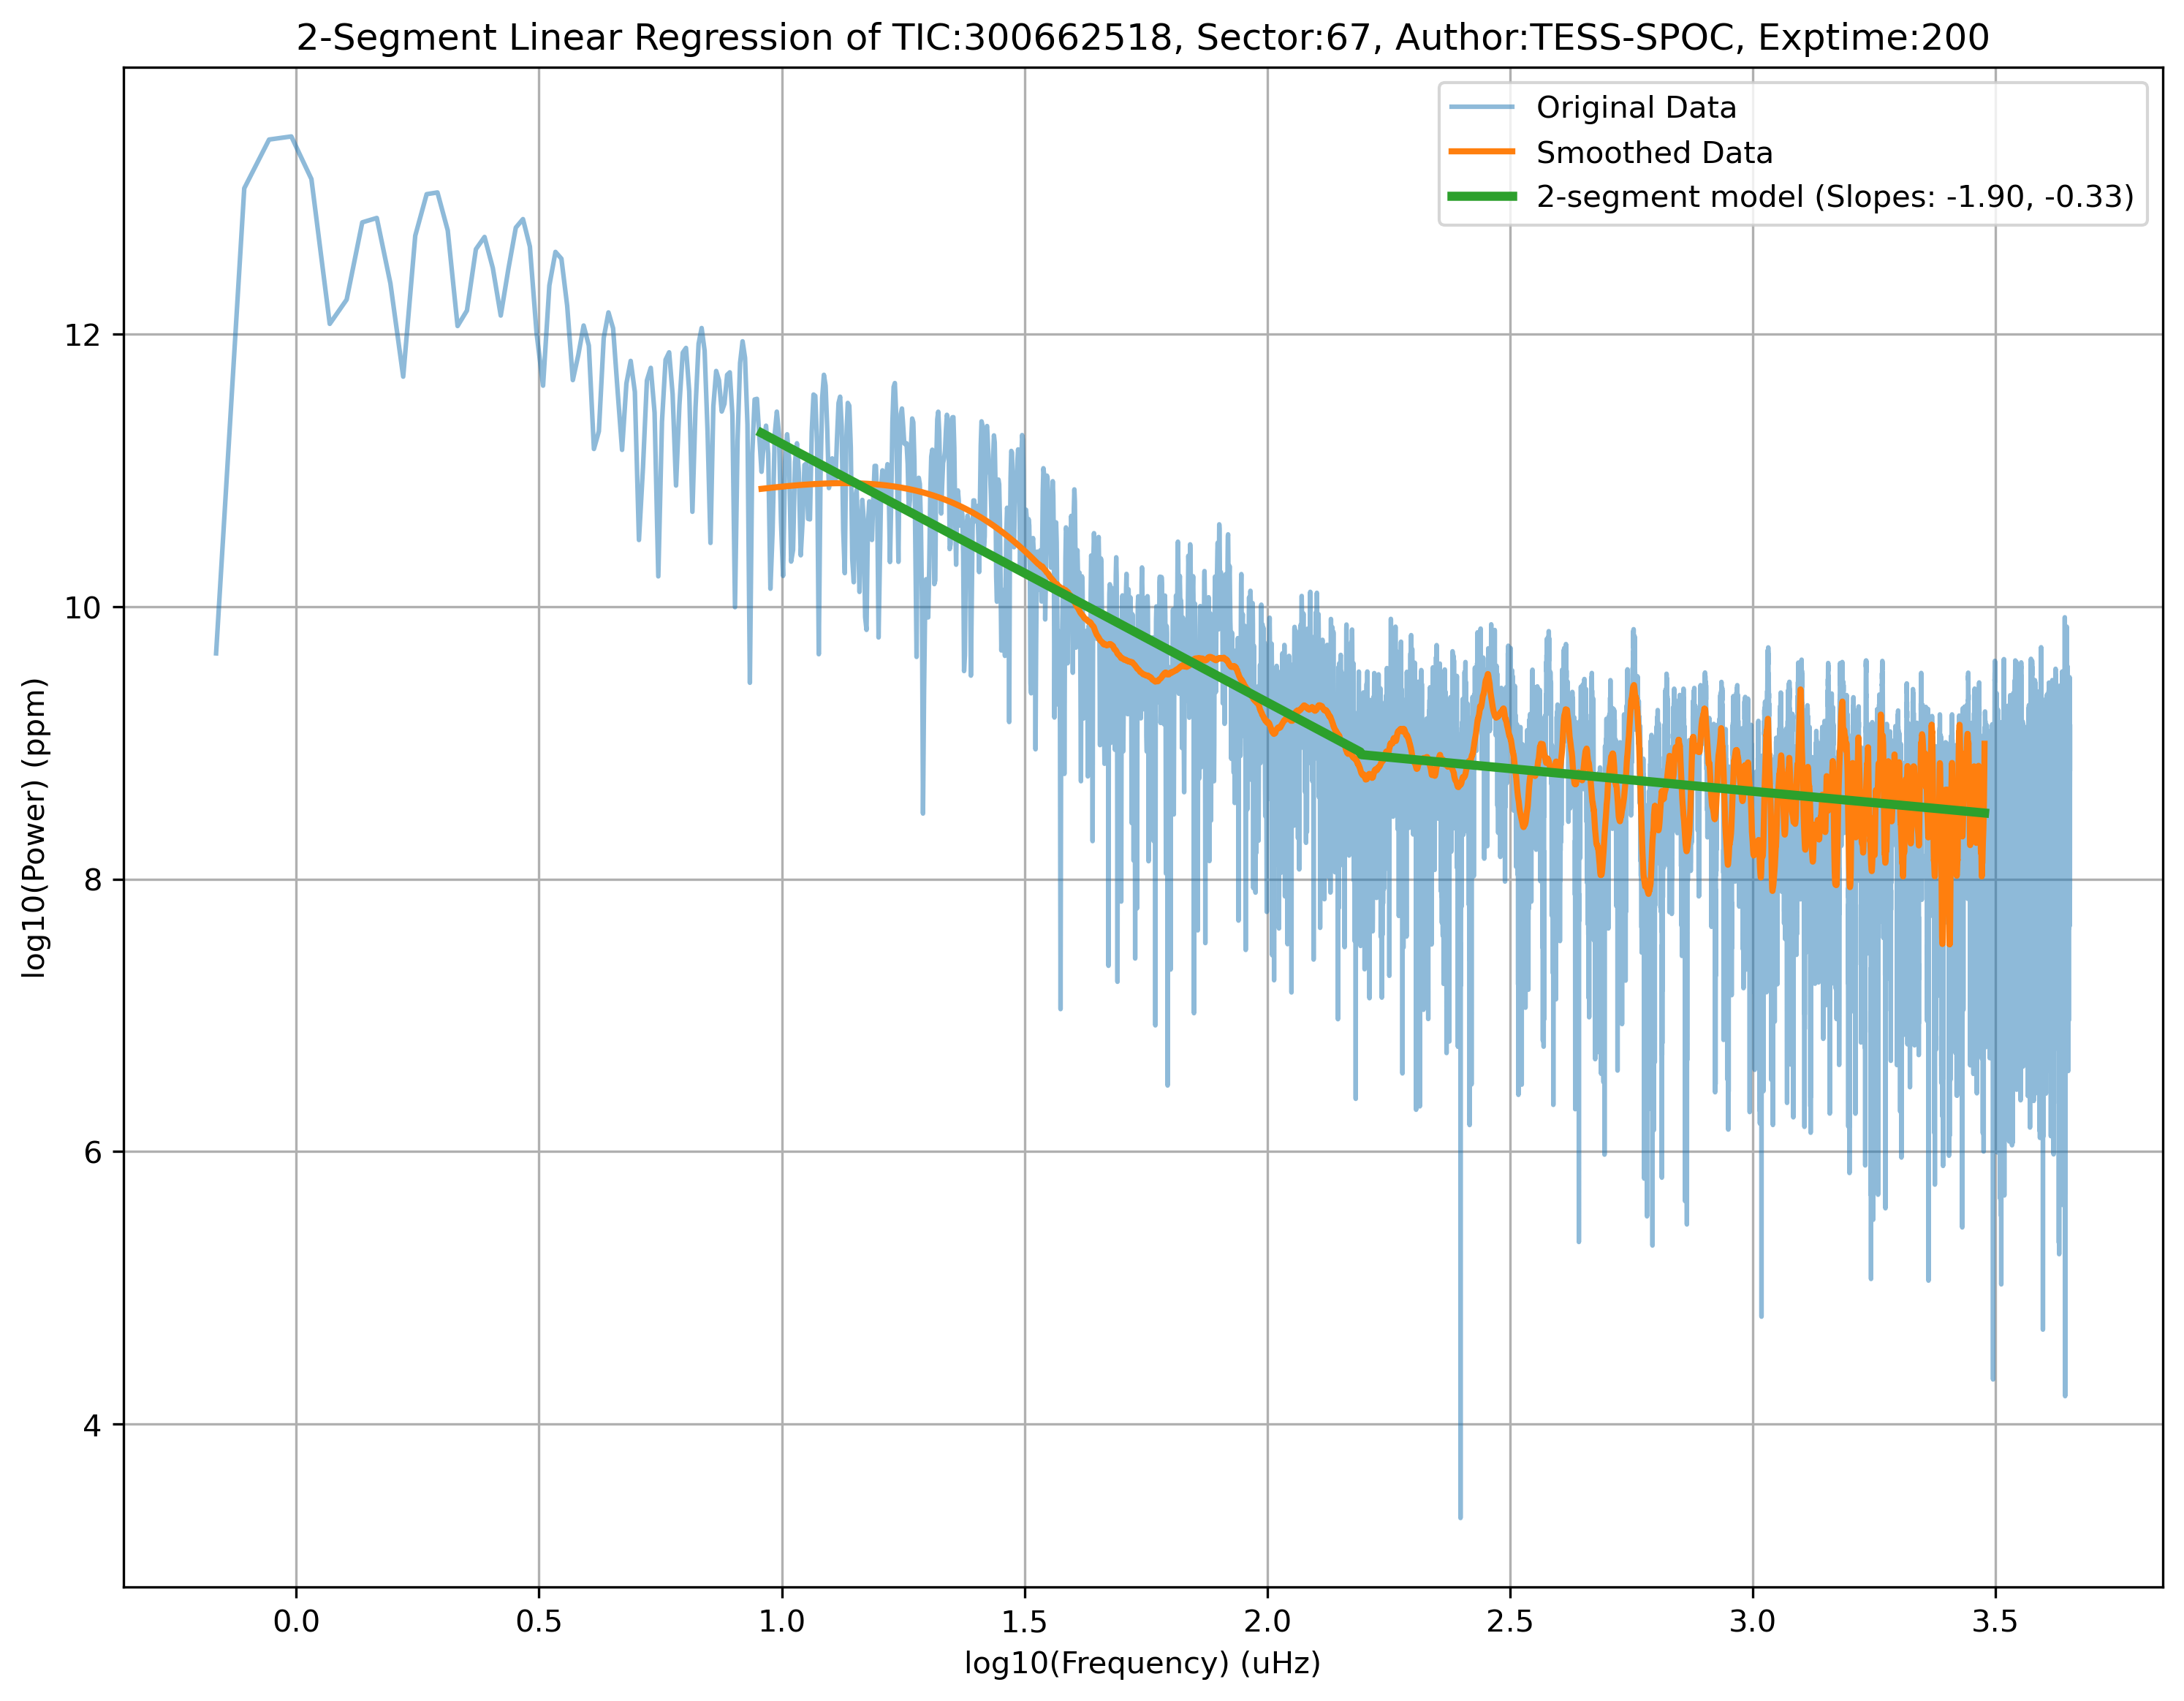 2-Segment Linear Regression of TIC:300662518, Sector:67, Author:TESS-SPOC, Exptime:200
Original Data
Smoothed Data
2-segment model (Slopes: -1.90, -0.33)
12
10
8
6
4
log10(Power) (ppm)
0.0 0.5 1.0 1.5 2.0 2.5 3.0 3.5
log10(Frequency) (uHz)